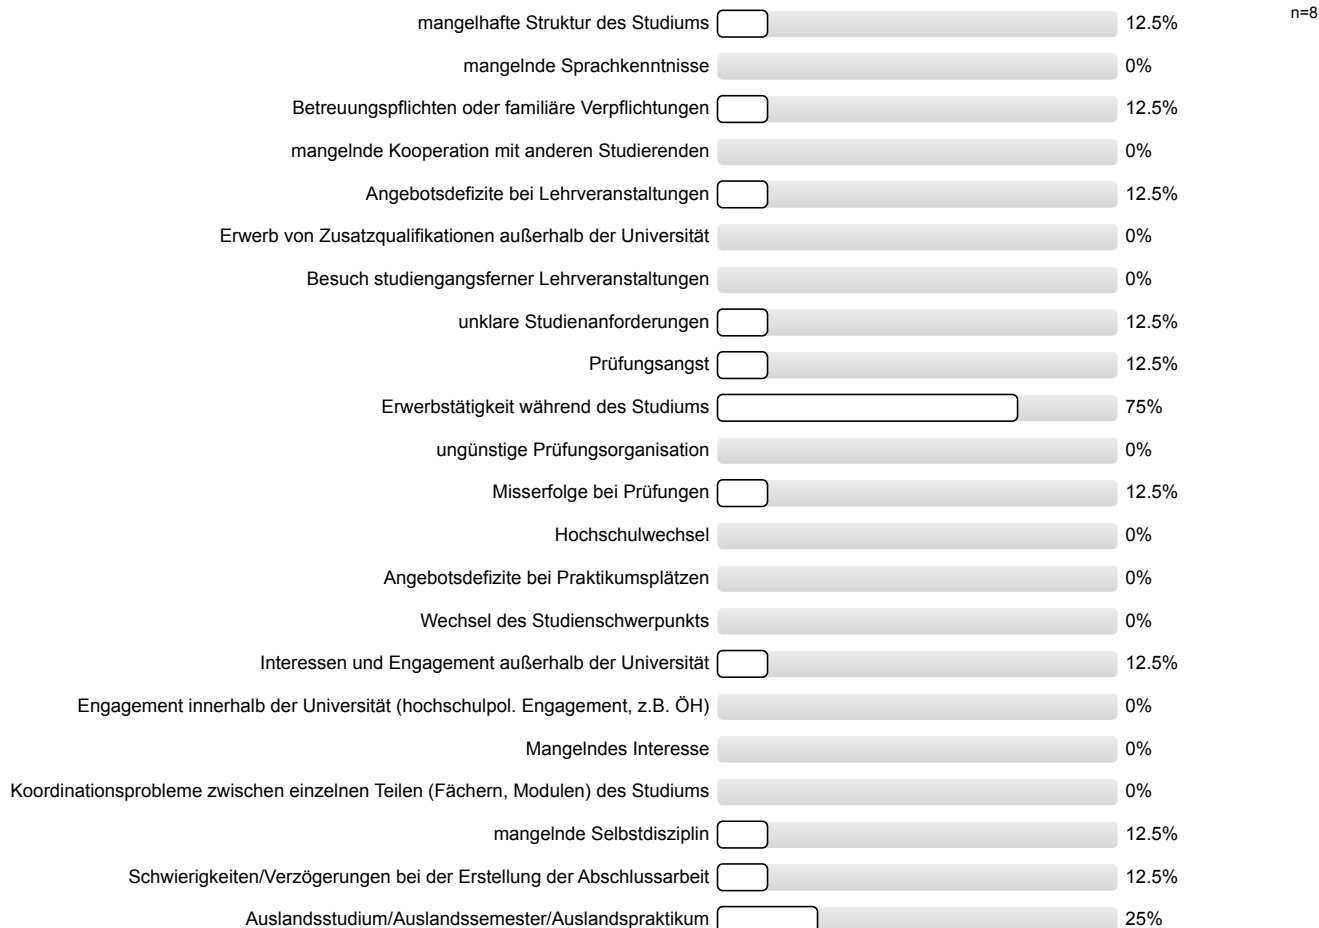 n=8
mangelhafte Struktur des Studiums 12.5%
mangelnde Sprachkenntnisse 0%
Betreuungspflichten oder familiäre Verpflichtungen 12.5%
mangelnde Kooperation mit anderen Studierenden 0%
Angebotsdefizite bei Lehrveranstaltungen 12.5%
Erwerb von Zusatzqualifikationen außerhalb der Universität 0%
Besuch studiengangsferner Lehrveranstaltungen 0%
unklare Studienanforderungen 12.5%
Prüfungsangst 12.5%
Erwerbstätigkeit während des Studiums 75%
ungünstige Prüfungsorganisation 0%
Misserfolge bei Prüfungen 12.5%
Hochschulwechsel 0%
Angebotsdefizite bei Praktikumsplätzen 0%
Wechsel des Studienschwerpunkts 0%
Interessen und Engagement außerhalb der Universität 12.5%
Engagement innerhalb der Universität (hochschulpol. Engagement, z.B. ÖH) 0%
Mangelndes Interesse 0%
Koordinationsprobleme zwischen einzelnen Teilen (Fächern, Modulen) des Studiums 0%
mangelnde Selbstdisziplin 12.5%
Schwierigkeiten/Verzögerungen bei der Erstellung der Abschlussarbeit 12.5%
Auslandsstudium/Auslandssemester/Auslandspraktikum 25%